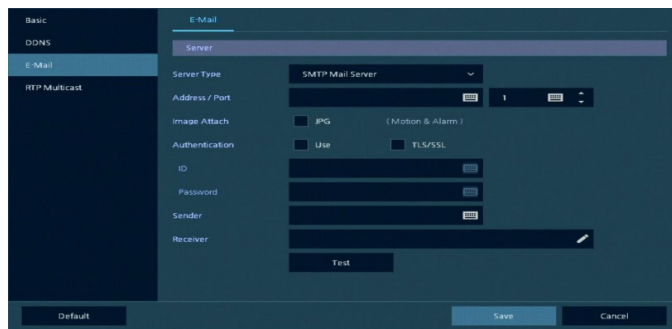 Basic
DDNS
E-Mail
RTP Multicast
E-Mail
Server
Server Type SMTP Mail Server
Address / Port 1
Image Attach JPG (Motion & Alarm)
Authentication Use TLS/SSL
ID
Password
Sender
Receiver
Test
Default Save Cancel